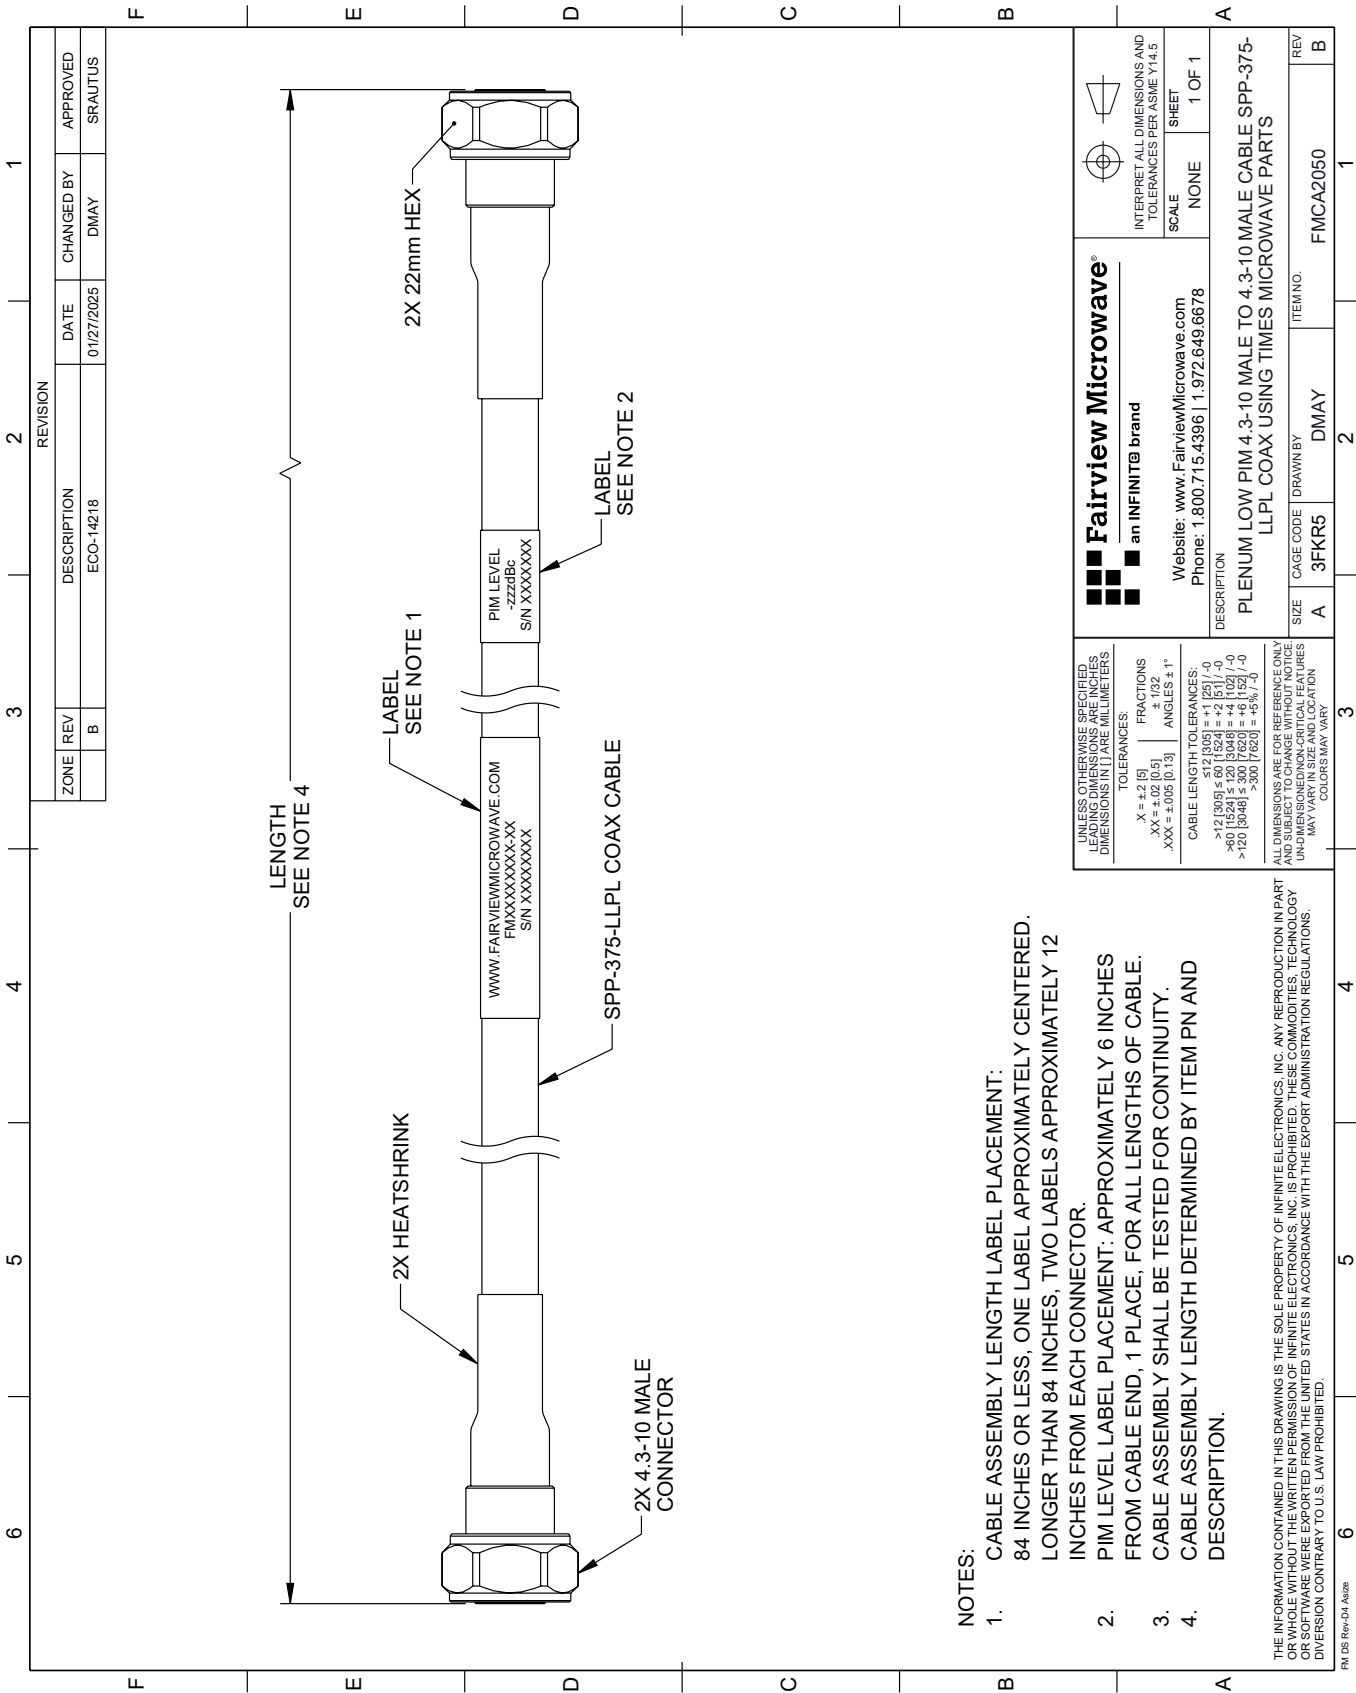 6
5
4
3
2
1
F
E
D
C
B
A
REVISION
ZONE
REV
DESCRIPTION
DATE
CHANGED BY
APPROVED
B
ECO-14218
01/27/2025
DMAY
SRAUTUS
LENGTH
SEE NOTE 4
2X 22mm HEX
LABEL
SEE NOTE 1
2X HEATSHRINK
WWW.FAIRVIEWMICROWAVE.COM
FMXXXXXXXX-XX
S/N XXXXXXXX
PIM LEVEL
-zzzdBc
S/N XXXXXXX
LABEL
SEE NOTE 2
SPP-375-LLPL COAX CABLE
2X 4.3-10 MALE
CONNECTOR
NOTES:
1. CABLE ASSEMBLY LENGTH LABEL PLACEMENT:
84 INCHES OR LESS, ONE LABEL APPROXIMATELY CENTERED.
LONGER THAN 84 INCHES, TWO LABELS APPROXIMATELY 12
INCHES FROM EACH CONNECTOR.
2. PIM LEVEL LABEL PLACEMENT: APPROXIMATELY 6 INCHES
FROM CABLE END, 1 PLACE, FOR ALL LENGTHS OF CABLE.
3. CABLE ASSEMBLY SHALL BE TESTED FOR CONTINUITY.
4. CABLE ASSEMBLY LENGTH DETERMINED BY ITEM PN AND
DESCRIPTION.
THE INFORMATION CONTAINED IN THIS DRAWING IS THE SOLE PROPERTY OF INFINITE ELECTRONICS, INC. ANY REPRODUCTION IN PART
OR WHOLE WITHOUT THE WRITTEN PERMISSION OF INFINITE ELECTRONICS, INC. IS PROHIBITED. THESE COMMODITIES, TECHNOLOGY
OR SOFTWARE WERE EXPORTED FROM THE UNITED STATES IN ACCORDANCE WITH THE EXPORT ADMINISTRATION REGULATIONS.
DIVERSION CONTRARY TO U.S. LAW PROHIBITED.
UNLESS OTHERWISE SPECIFIED
LEADING DIMENSIONS ARE INCHES
DIMENSIONS IN [ ] ARE MILLIMETERS
TOLERANCES:
.X = ±.2 [5]
.XX = ±.02 [0.5]
.XXX = ±.005 [0.13]
FRACTIONS
± 1/32
ANGLES ± 1°
CABLE LENGTH TOLERANCES:
≤12 [305] = +1 [25] / -0
>12 [305] ≤ 60 [1524] = +2 [51] / -0
>60 [1524] ≤ 120 [3048] = +4 [102] / -0
>120 [3048] ≤ 300 [7620] = +6 [152] / -0
>300 [7620] = +5% / -0
ALL DIMENSIONS ARE FOR REFERENCE ONLY
AND SUBJECT TO CHANGE WITHOUT NOTICE.
UN-DIMENSIONED/NON-CRITICAL FEATURES
MAY VARY IN SIZE AND LOCATION
COLORS MAY VARY
Fairview Microwave®
an INFINIT® brand
Website: www.FairviewMicrowave.com
Phone: 1.800.715.4396 | 1.972.649.6678
INTERPRET ALL DIMENSIONS AND
TOLERANCES PER ASME Y14.5
SCALE
NONE
SHEET
1 OF 1
DESCRIPTION
PLENUM LOW PIM 4.3-10 MALE TO 4.3-10 MALE CABLE SPP-375-
LLPL COAX USING TIMES MICROWAVE PARTS
SIZE
A
CAGE CODE
3FKR5
DRAWN BY
DMAY
ITEM NO.
FMCA2050
REV
B
F
E
D
C
B
A
6
5
4
3
2
1
FM DS Rev-D4 Asize